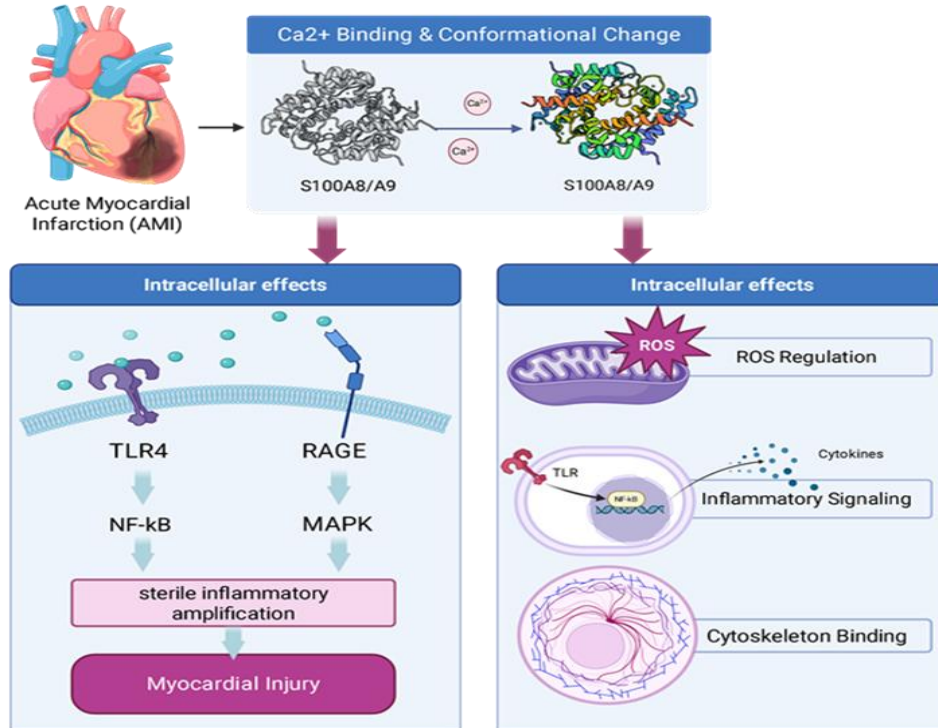 Ca2+ Binding & Conformational Change
Ca²⁺
Ca²⁺
S100A8/A9
S100A8/A9
Acute Myocardial
Infarction (AMI)
Intracellular effects
TLR4
RAGE
NF-kB
MAPK
sterile inflammatory
amplification
Myocardial Injury
Intracellular effects
ROS
ROS Regulation
TLR
NF-kB
Cytokines
Inflammatory Signaling
Cytoskeleton Binding